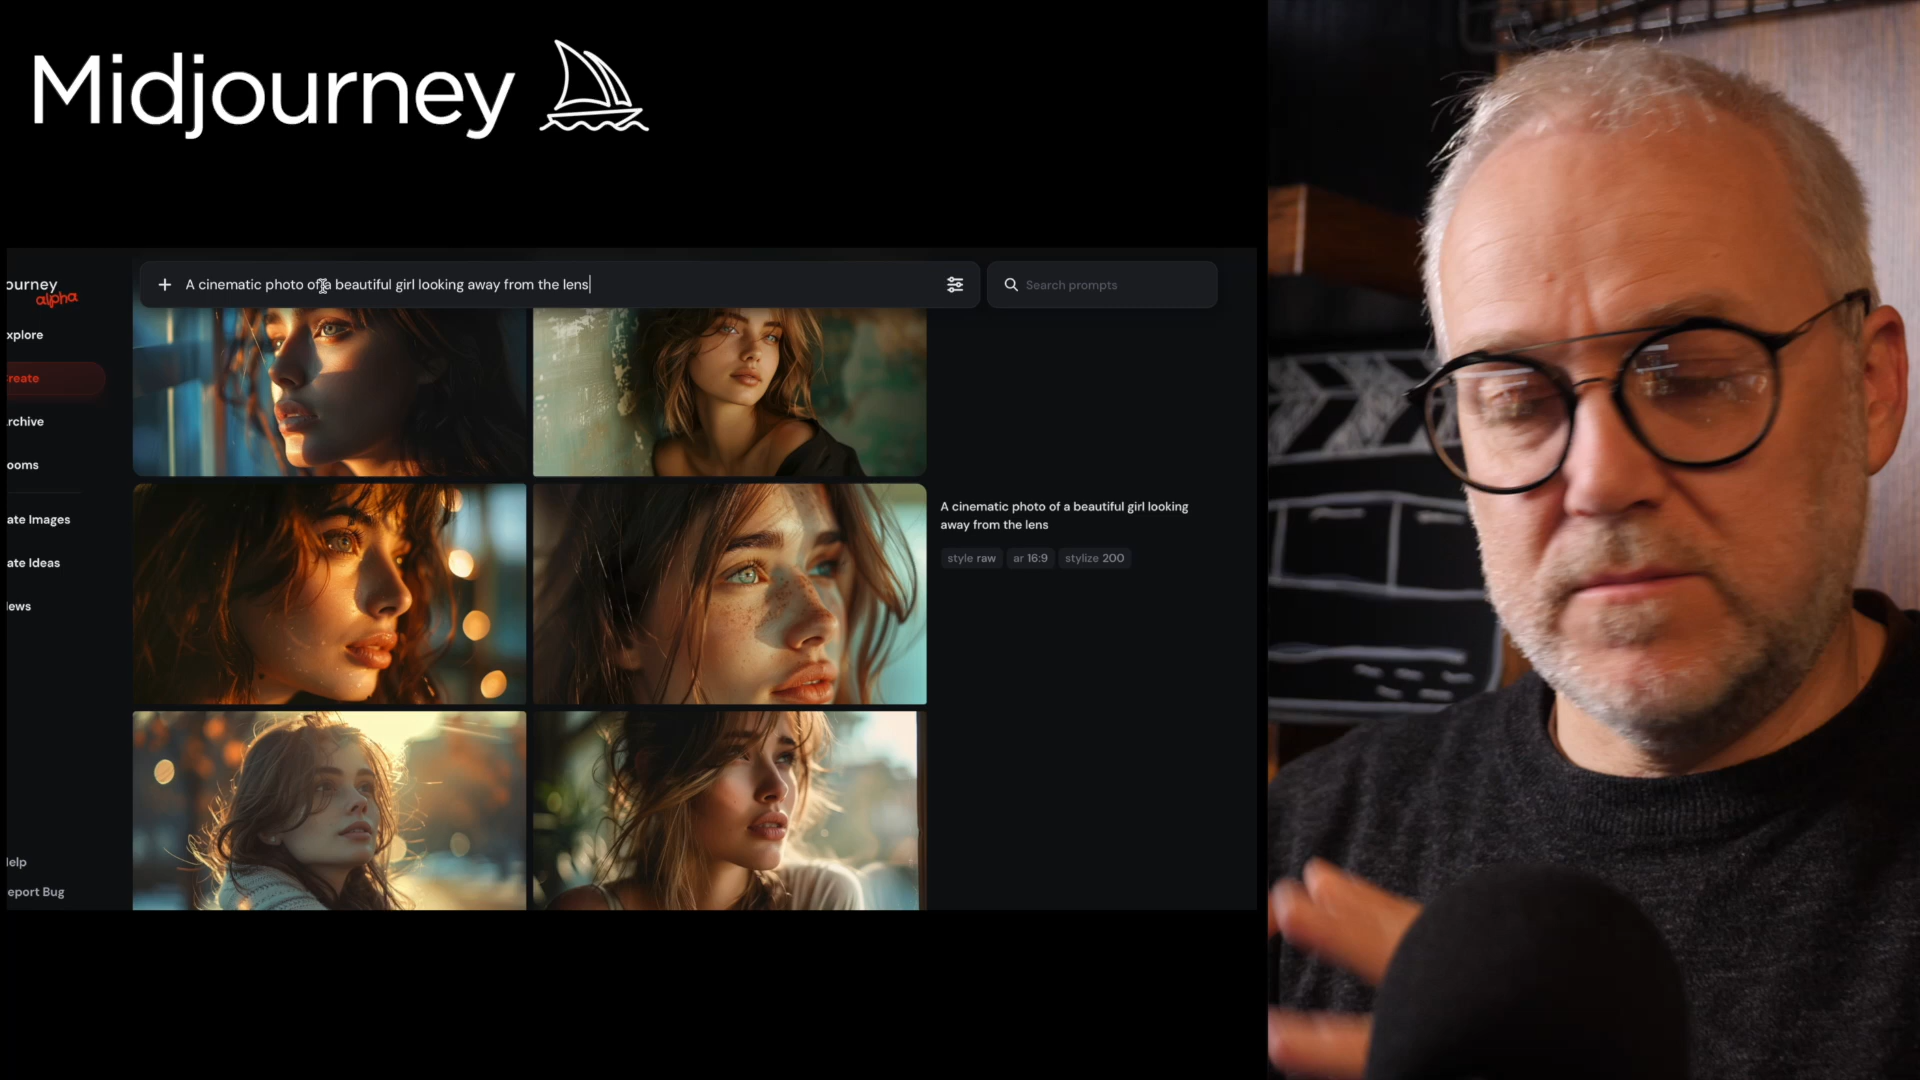 Midjourney
ourney
alpha
A cinematic photo of a beautiful girl looking away from the lens
Search prompts
xplore
reate
rchive
ooms
ate Images
ate Ideas
ews
elp
eport Bug
A cinematic photo of a beautiful girl looking
away from the lens
style raw ar 16:9 stylize 200